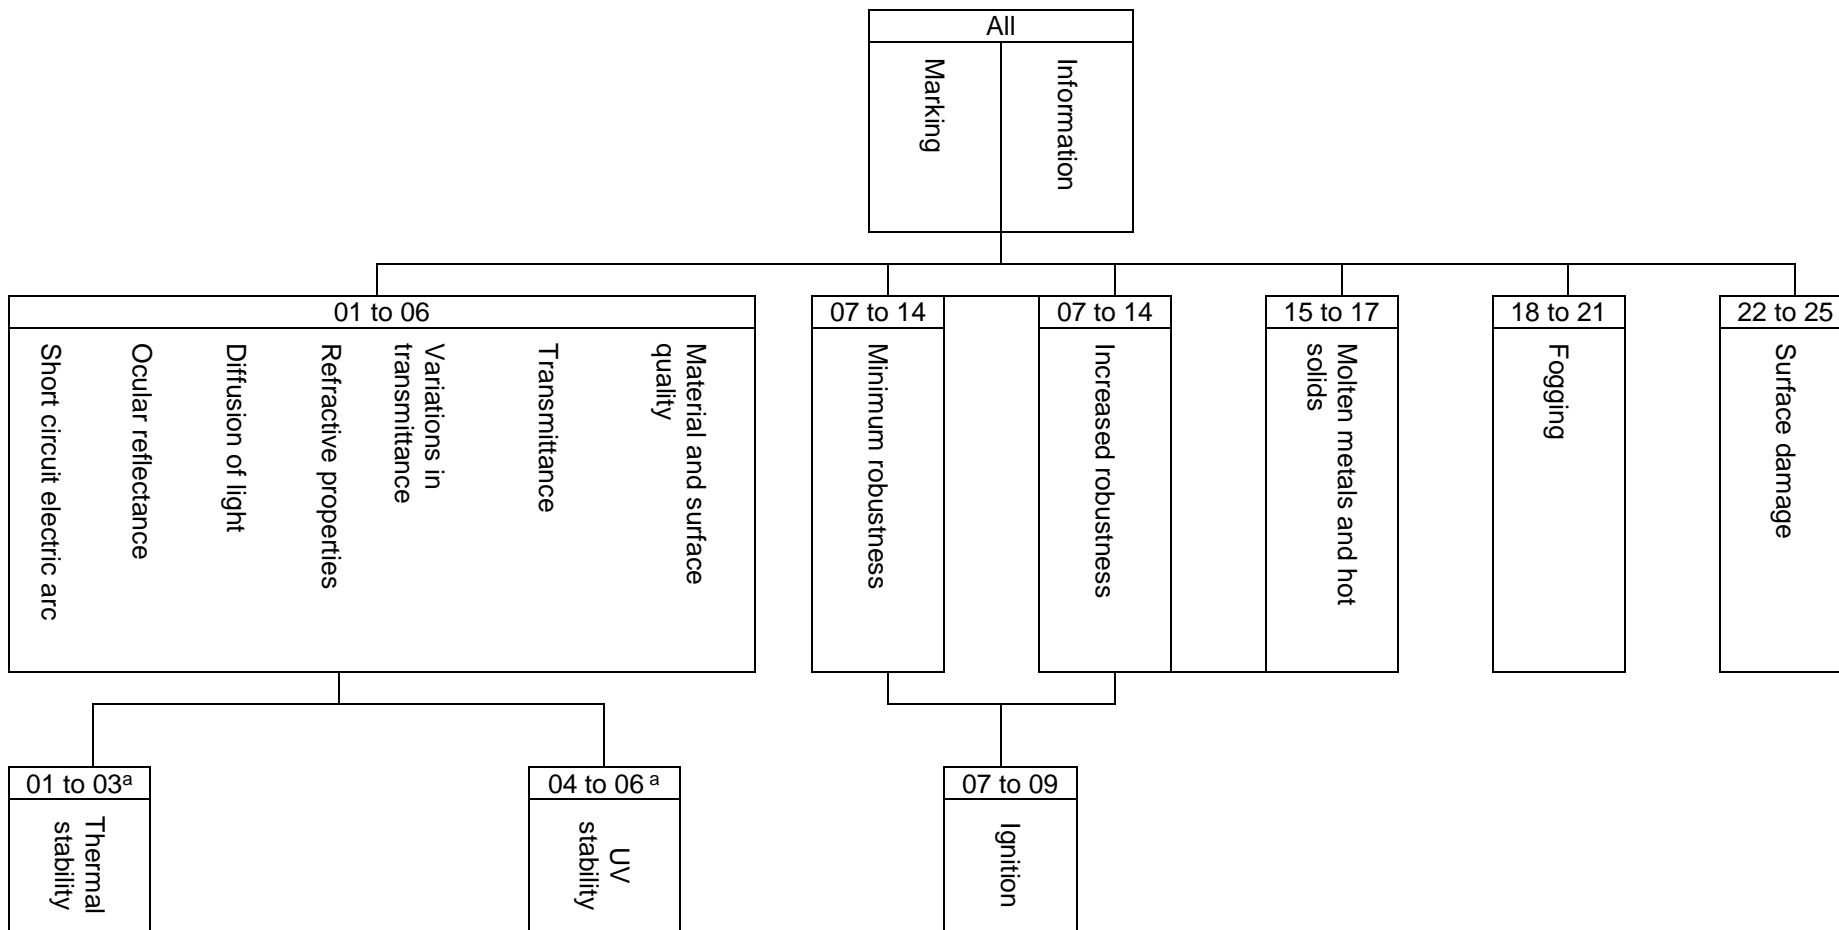 All
Marking
Information
01 to 06
Short circuit electric arc
Ocular reflectance
Diffusion of light
Refractive properties
Variations in
transmittance
Transmittance
Material and surface
quality
07 to 14
Minimum robustness
07 to 14
Increased robustness
15 to 17
Molten metals and hot
solids
18 to 21
Fogging
22 to 25
Surface damage
01 to 03ᵃ
Thermal
stability
04 to 06 ᵃ
UV
stability
07 to 09
Ignition